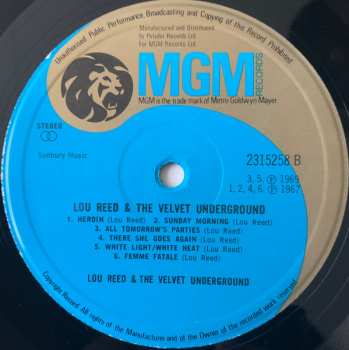 Unauthorised Public Performance, Broadcasting and Copying of this Record Prohibited
Manufactured and Distributed
by Polydor Records Ltd.
For MGM Records Ltd.
MGM
RECORDS
MGM is the trade mark of Metro Goldwyn Mayer
STEREO
Sunbury Music
2315258 B
3, 5, Ⓟ 1969
1, 2, 4, 6 Ⓟ 1967
LOU REED & THE VELVET UNDERGROUND
1. HEROIN (Lou Reed) 2. SUNDAY MORNING (Lou Reed)
3. ALL TOMORROW'S PARTIES (Lou Reed)
4. THERE SHE GOES AGAIN (Lou Reed)
5. WHITE LIGHT/WHITE HEAT (Lou Reed)
6. FEMME FATALE (Lou Reed)
LOU REED & THE VELVET UNDERGROUND
Copyright Record All rights of the Manufacturer and of the Owner of the recorded work reserved